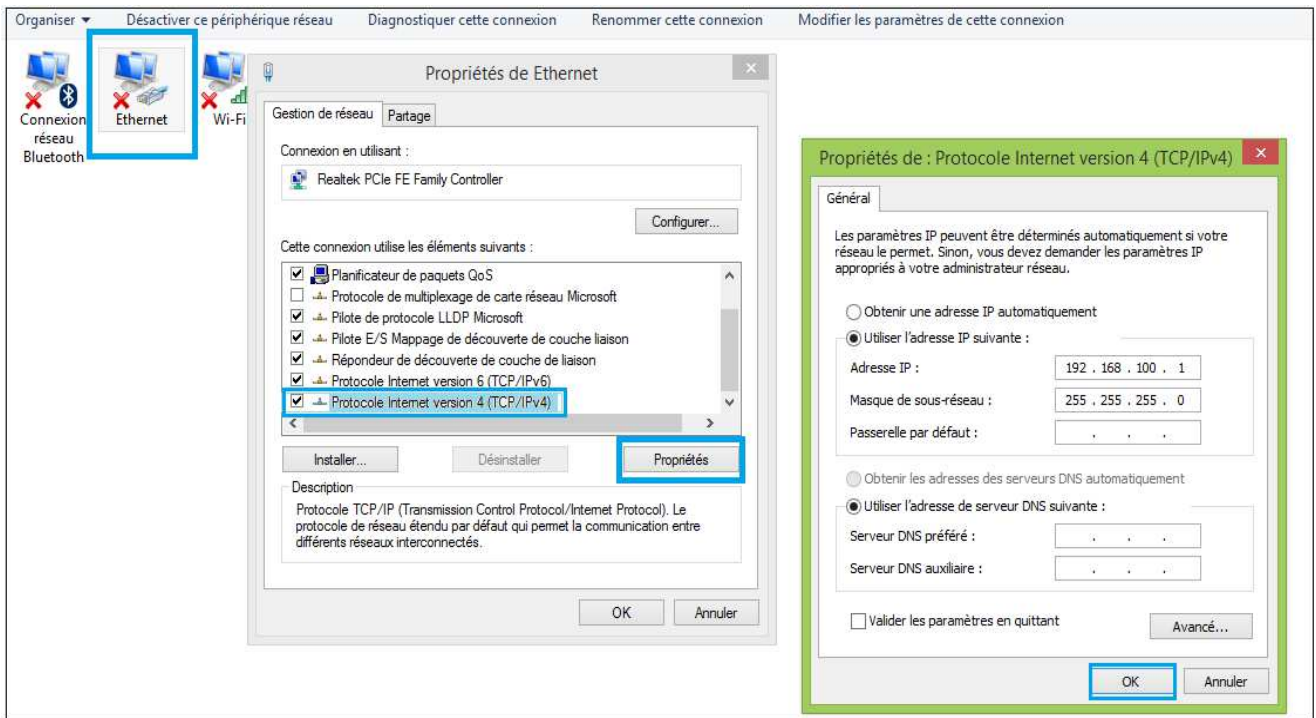 Organiser Désactiver ce périphérique réseau Diagnostiquer cette connexion Renommer cette connexion Modifier les paramètres de cette connexion
Connexion
réseau
Bluetooth
Ethernet
Wi-Fi
Propriétés de Ethernet
Gestion de réseau Partage
Connexion en utilisant :
Realtek PCIe FE Family Controller
Configurer...
Cette connexion utilise les éléments suivants :
Planificateur de paquets QoS
Protocole de multiplexage de carte réseau Microsoft
Pilote de protocole LLDP Microsoft
Pilote E/S Mappage de découverte de couche liaison
Répondeur de découverte de couche de liaison
Protocole Internet version 6 (TCP/IPv6)
Protocole Internet version 4 (TCP/IPv4)
Installer... Désinstaller Propriétés
Description
Protocole TCP/IP (Transmission Control Protocol/Internet Protocol). Le
protocole de réseau étendu par défaut qui permet la communication entre
différents réseaux interconnectés.
OK Annuler
Propriétés de : Protocole Internet version 4 (TCP/IPv4)
Général
Les paramètres IP peuvent être déterminés automatiquement si votre
réseau le permet. Sinon, vous devez demander les paramètres IP
appropriés à votre administrateur réseau.
Obtenir une adresse IP automatiquement
Utiliser l'adresse IP suivante :
Adresse IP : 192 . 168 . 100 . 1
Masque de sous-réseau : 255 . 255 . 255 . 0
Passerelle par défaut : . . .
Obtenir les adresses des serveurs DNS automatiquement
Utiliser l'adresse de serveur DNS suivante :
Serveur DNS préféré : . . .
Serveur DNS auxiliaire : . . .
Valider les paramètres en quittant
Avancé...
OK Annuler